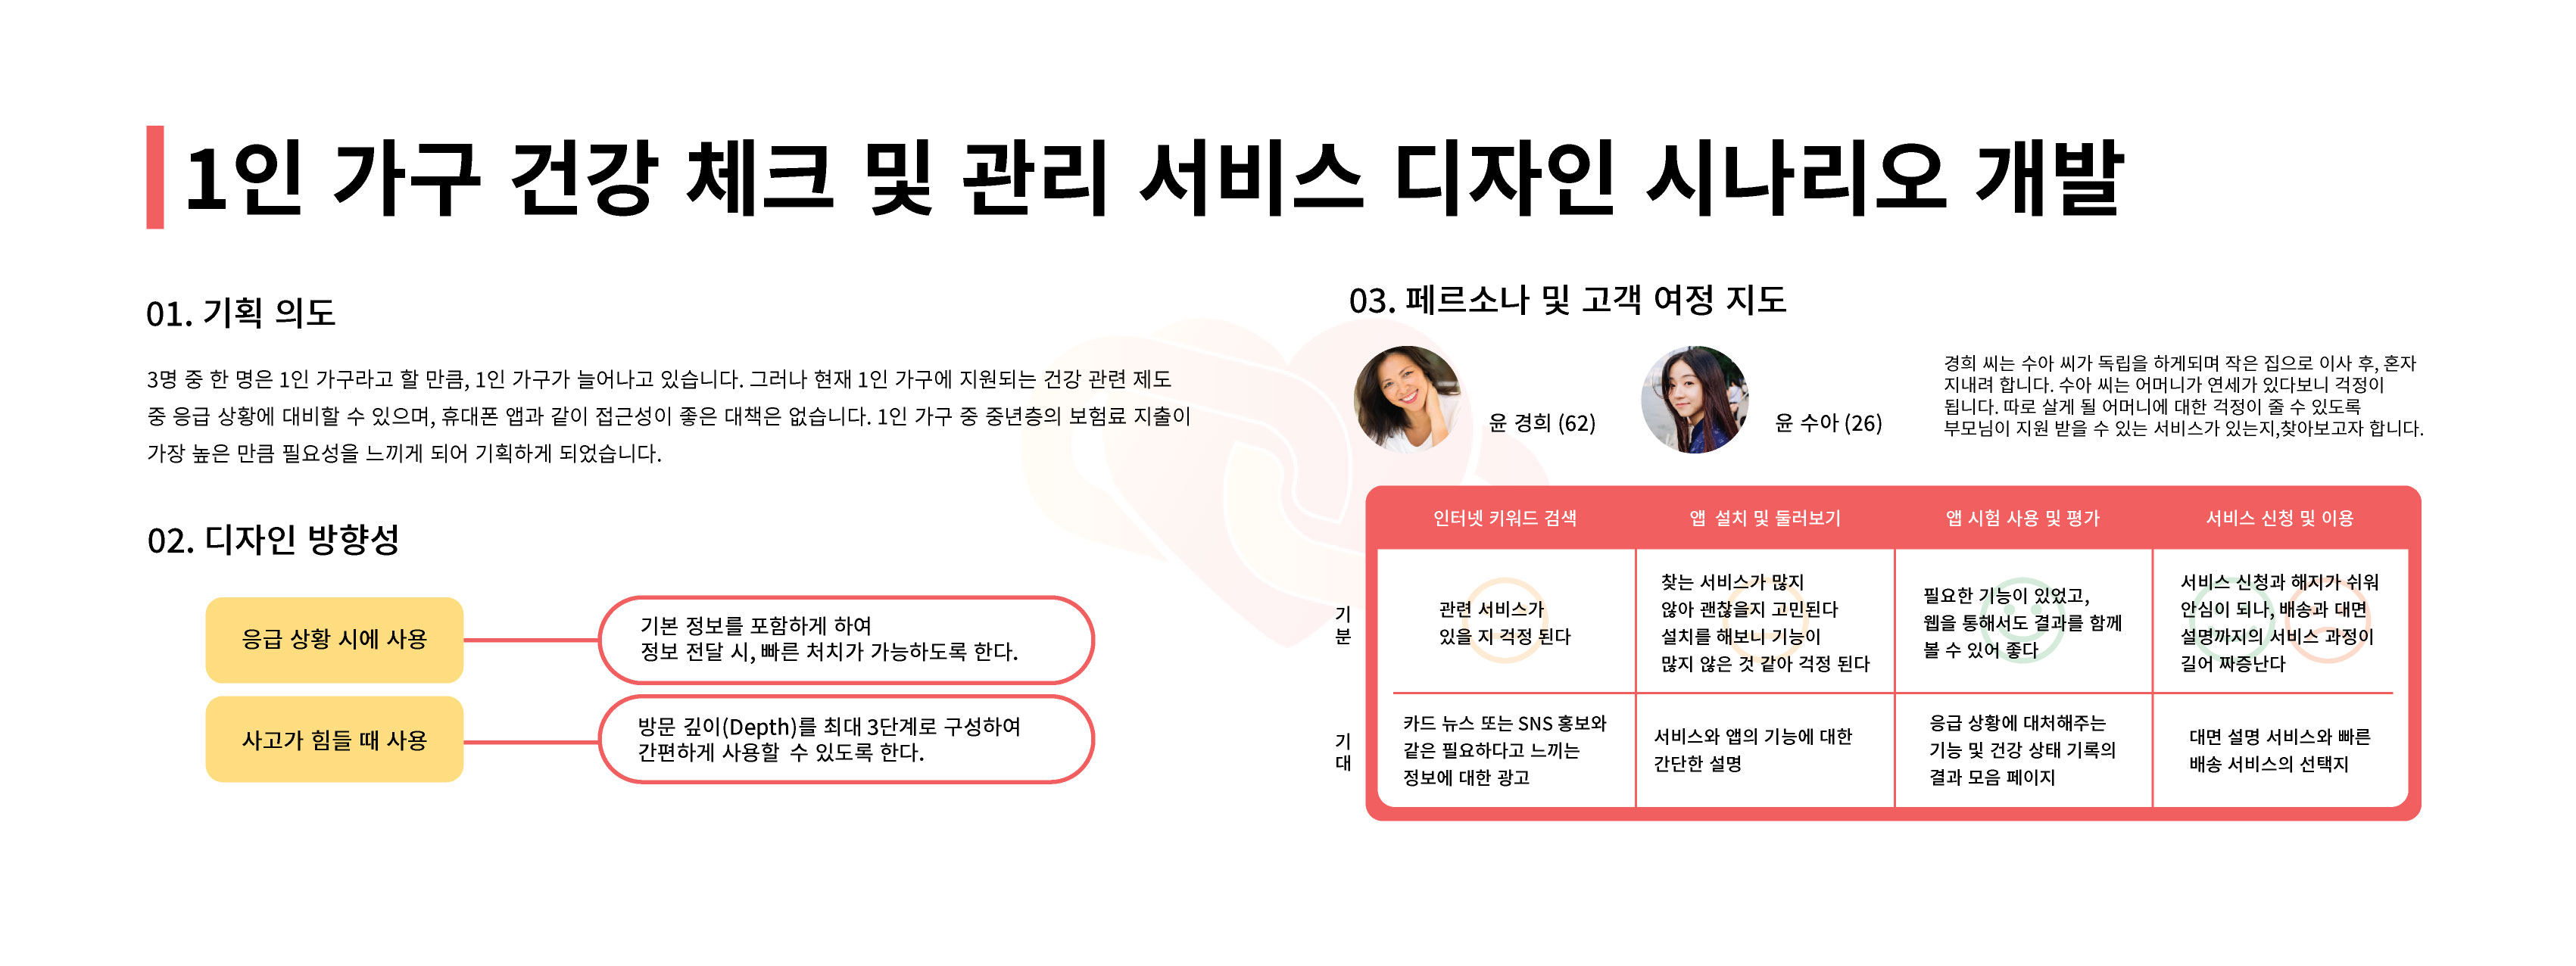 1인 가구 건강 체크 및 관리 서비스 디자인 시나리오 개발
01. 기획 의도
3명 중 한 명은 1인 가구라고 할 만큼, 1인 가구가 늘어나고 있습니다. 그러나 현재 1인 가구에 지원되는 건강 관련 제도
중 응급 상황에 대비할 수 있으며, 휴대폰 앱과 같이 접근성이 좋은 대책은 없습니다. 1인 가구 중 중년층의 보험료 지출이
가장 높은 만큼 필요성을 느끼게 되어 기획하게 되었습니다.
02. 디자인 방향성
응급 상황 시에 사용
기본 정보를 포함하게 하여
정보 전달 시, 빠른 처치가 가능하도록 한다.
사고가 힘들 때 사용
방문 깊이(Depth)를 최대 3단계로 구성하여
간편하게 사용할 수 있도록 한다.
03. 페르소나 및 고객 여정 지도
윤 경희 (62)
윤 수아 (26)
경희 씨는 수아 씨가 독립을 하게되며 작은 집으로 이사 후, 혼자
지내려 합니다. 수아 씨는 어머니가 연세가 있다보니 걱정이
됩니다. 따로 살게 될 어머니에 대한 걱정이 줄 수 있도록
부모님이 지원 받을 수 있는 서비스가 있는지,찾아보고자 합니다.
인터넷 키워드 검색
앱 설치 및 둘러보기
앱 시험 사용 및 평가
서비스 신청 및 이용
기
분
관련 서비스가
있을 지 걱정 된다
찾는 서비스가 많지
않아 괜찮을지 고민된다
설치를 해보니 기능이
많지 않은 것 같아 걱정 된다
필요한 기능이 있었고,
웹을 통해서도 결과를 함께
볼 수 있어 좋다
서비스 신청과 해지가 쉬워
안심이 되나, 배송과 대면
설명까지의 서비스 과정이
길어 짜증난다
기
대
카드 뉴스 또는 SNS 홍보와
같은 필요하다고 느끼는
정보에 대한 광고
서비스와 앱의 기능에 대한
간단한 설명
응급 상황에 대처해주는
기능 및 건강 상태 기록의
결과 모음 페이지
대면 설명 서비스와 빠른
배송 서비스의 선택지